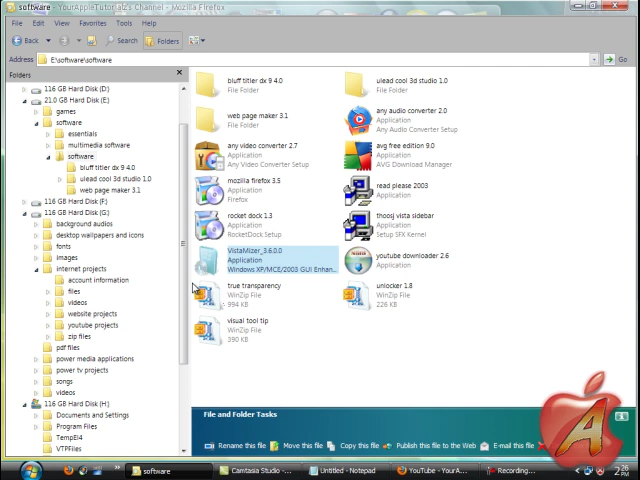 software - YourAppleTutorialz's Channel - Mozilla Firefox
File Edit View Favorites Tools Help
Back Search Folders
Address E:\software\software Go
Folders
116 GB Hard Disk (D:)
21.0 GB Hard Disk (E:)
games
software
essentials
multimedia software
software
bluff titler dx 9 4.0
ulead cool 3d studio 1.0
web page maker 3.1
116 GB Hard Disk (F:)
116 GB Hard Disk (G:)
background audios
desktop wallpapers and icons
fonts
images
internet projects
account information
files
videos
website projects
youtube projects
zip files
pdf files
power media applications
power tv projects
songs
videos
116 GB Hard Disk (H:)
Documents and Settings
Program Files
TempEI4
VTPFiles
bluff titler dx 9 4.0
File Folder
ulead cool 3d studio 1.0
File Folder
web page maker 3.1
File Folder
any audio converter 2.0
Application
Any Audio Converter Setup
any video converter 2.7
Application
Any Video Converter Setup
avg free edition 9.0
Application
AVG Download Manager
mozilla firefox 3.5
Application
Firefox
read please 2003
Application
rocket dock 1.3
Application
RocketDock Setup
thoosj vista sidebar
Application
Setup SFX Kernel
VistaMizer_3.6.0.0
Application
Windows XP/MCE/2003 GUI Enhan...
youtube downloader 2.6
Application
true transparency
WinZip File
994 KB
unlocker 1.8
WinZip File
226 KB
visual tool tip
WinZip File
390 KB
File and Folder Tasks
Rename this file Move this file Copy this file Publish this file to the Web E-mail this file
A
software Camtasia Studio -... Untitled - Notepad YouTube - YourA... Recording... 2:26 PM